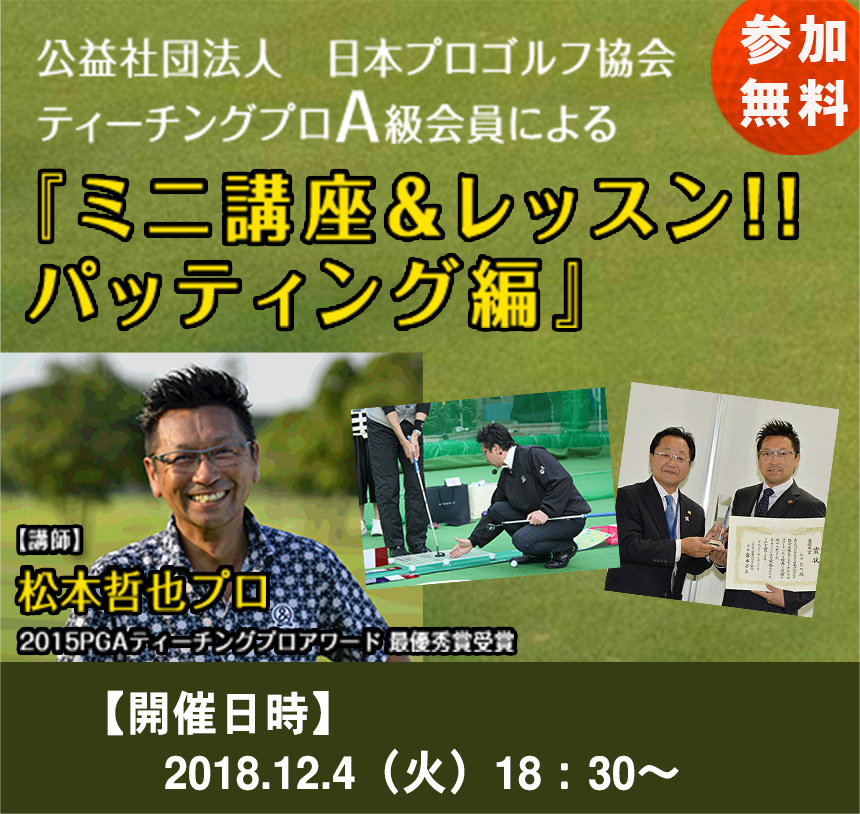 公益社団法人　日本プロゴルフ協会
ティーチングプロA級会員による
参加
無料
『ミニ講座&レッスン!!
パッティング編』
【講師】
松本哲也プロ
2015PGAティーチングプロアワード 最優秀賞受賞
賞状
【開催日時】
2018.12.4（火）18：30～